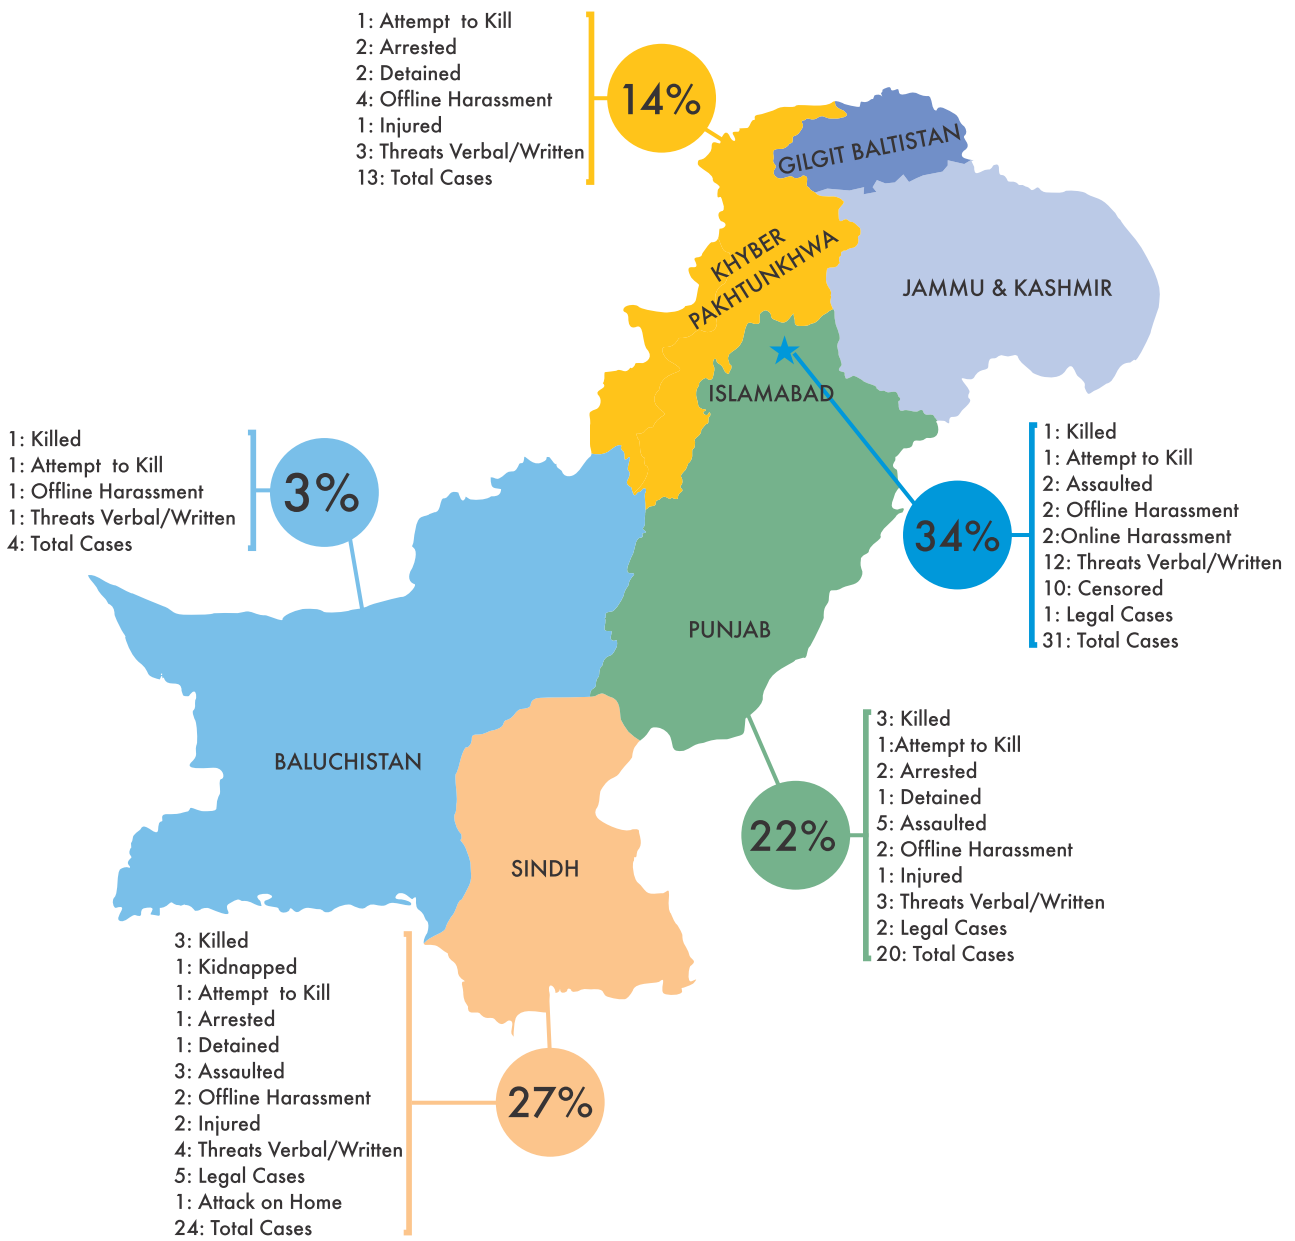 1: Attempt to Kill
2: Arrested
2: Detained
4: Offline Harassment
1: Injured
3: Threats Verbal/Written
13: Total Cases
14%
GILGIT BALTISTAN
KHYBER
PAKHTUNKHWA
JAMMU & KASHMIR
ISLAMABAD
1: Killed
1: Attempt to Kill
1: Offline Harassment
1: Threats Verbal/Written
4: Total Cases
3%
34%
1: Killed
1: Attempt to Kill
2: Assaulted
2: Offline Harassment
2:Online Harassment
12: Threats Verbal/Written
10: Censored
1: Legal Cases
31: Total Cases
PUNJAB
BALUCHISTAN
SINDH
22%
3: Killed
1:Attempt to Kill
2: Arrested
1: Detained
5: Assaulted
2: Offline Harassment
1: Injured
3: Threats Verbal/Written
2: Legal Cases
20: Total Cases
3: Killed
1: Kidnapped
1: Attempt to Kill
1: Arrested
1: Detained
3: Assaulted
2: Offline Harassment
2: Injured
4: Threats Verbal/Written
5: Legal Cases
1: Attack on Home
24: Total Cases
27%